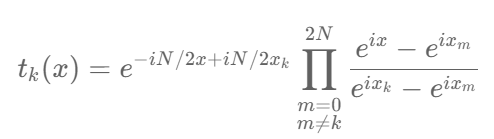 t_k(x) = e^{-iN/2x+iN/2x_k} \prod_{\substack{m=0 \\ m \neq k}}^{2N} \frac{e^{ix} - e^{ix_m}}{e^{ix_k} - e^{ix_m}}